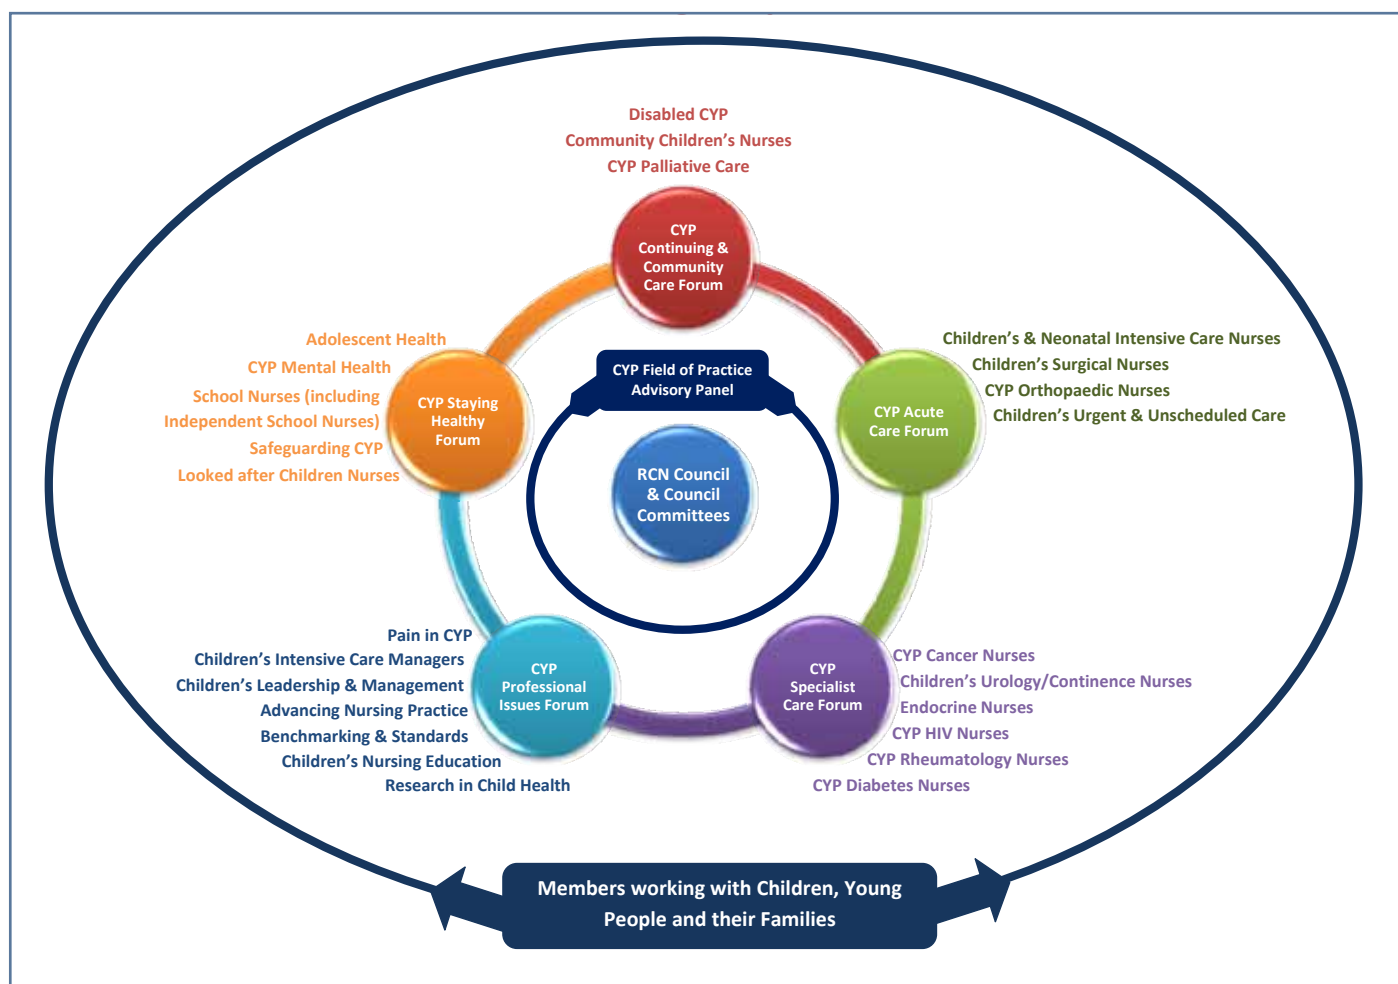 Disabled CYP
Community Children's Nurses
CYP Palliative Care
CYP
Continuing &
Community
Care Forum
Adolescent Health
CYP Mental Health
School Nurses (including
Independent School Nurses)
Safeguarding CYP
Looked after Children Nurses
CYP Staying
Healthy
Forum
CYP Field of Practice
Advisory Panel
RCN Council
& Council
Committees
CYP Acute
Care Forum
Children's & Neonatal Intensive Care Nurses
Children's Surgical Nurses
CYP Orthopaedic Nurses
Children's Urgent & Unscheduled Care
Pain in CYP
Children's Intensive Care Managers
Children's Leadership & Management
Advancing Nursing Practice
Benchmarking & Standards
Children's Nursing Education
Research in Child Health
CYP
Professional
Issues Forum
CYP
Specialist
Care Forum
CYP Cancer Nurses
Children's Urology/Continence Nurses
Endocrine Nurses
CYP HIV Nurses
CYP Rheumatology Nurses
CYP Diabetes Nurses
Members working with Children, Young
People and their Families